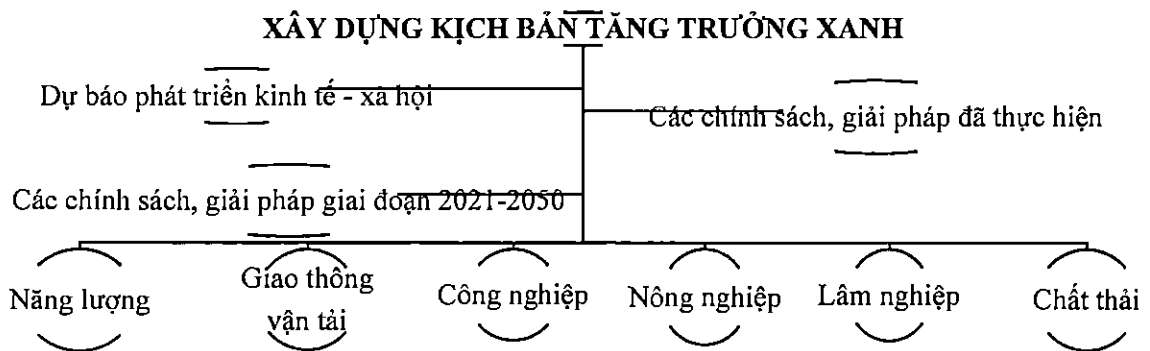 XÂY DỰNG KỊCH BẢN TĂNG TRƯỞNG XANH
Dự báo phát triển kinh tế - xã hội
Các chính sách, giải pháp đã thực hiện
Các chính sách, giải pháp giai đoạn 2021-2050
Năng lượng
Giao thông
vận tải
Công nghiệp
Nông nghiệp
Lâm nghiệp
Chất thải